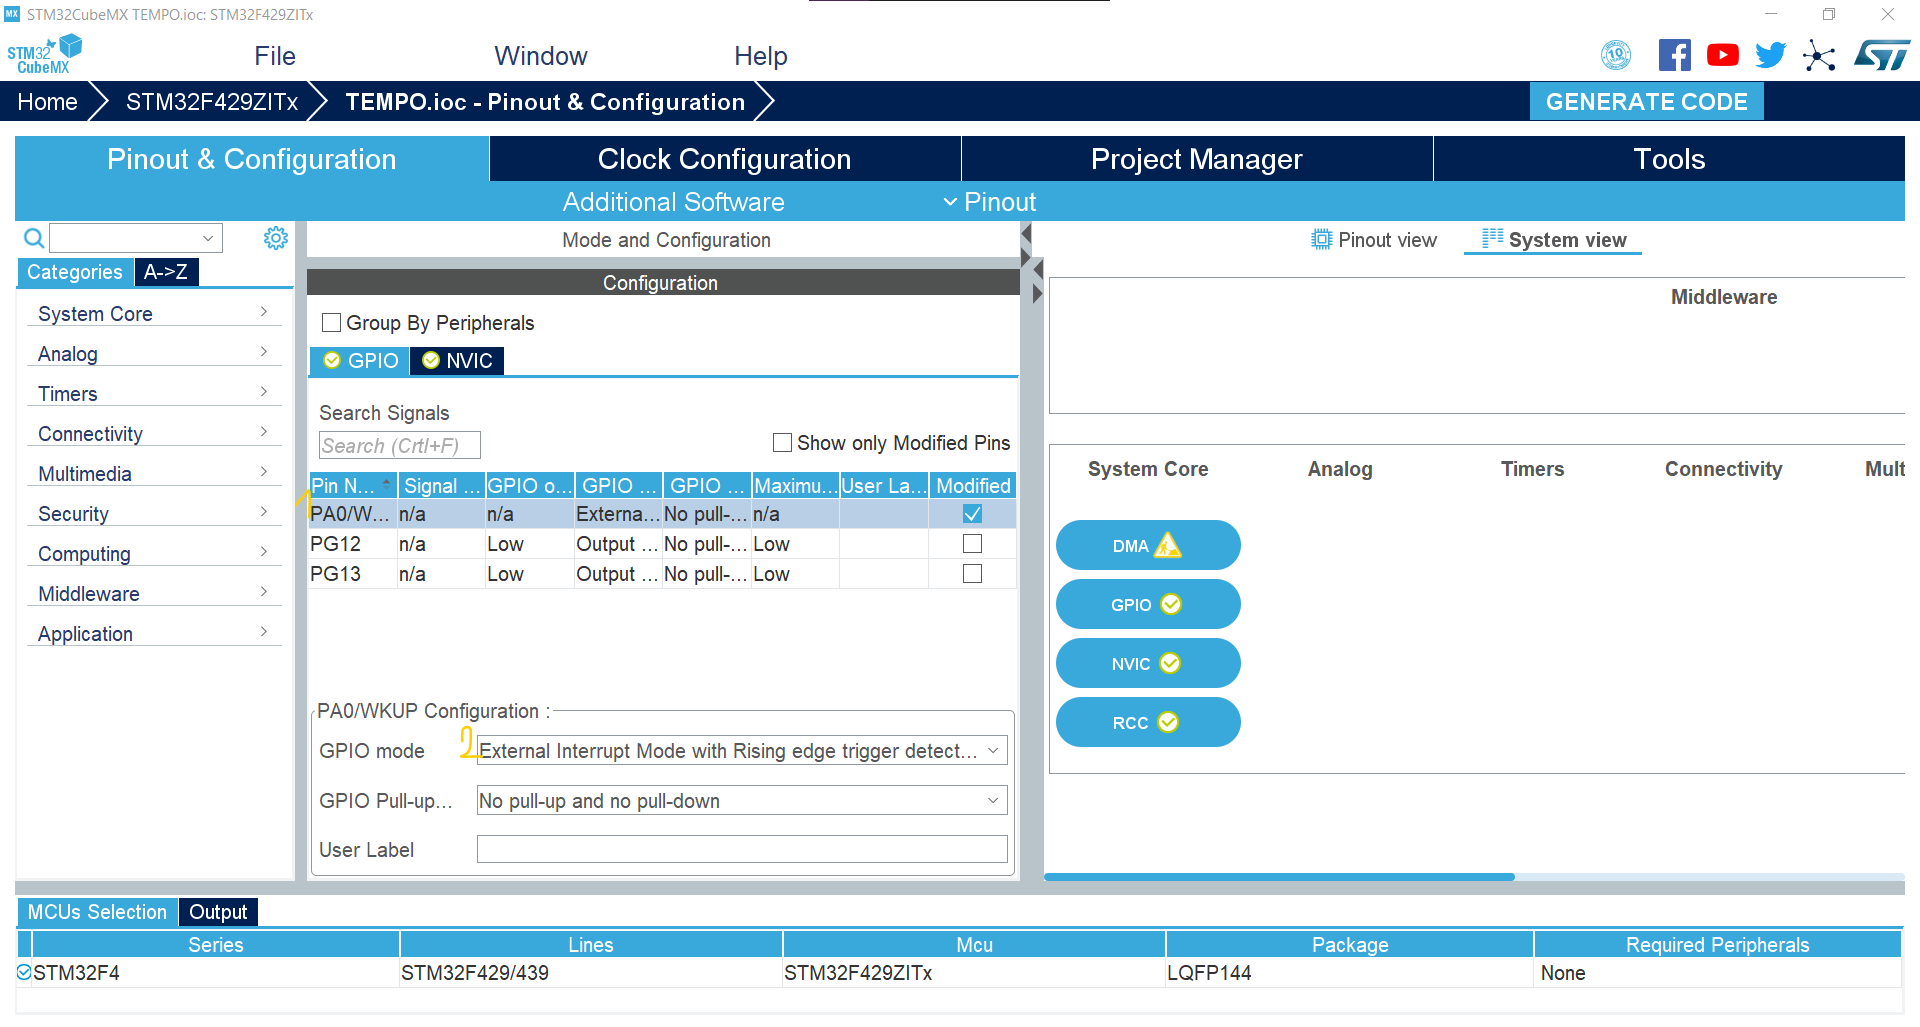 MX STM32CubeMX TEMPO.ioc: STM32F429ZITx
STM32 CubeMX
File Window Help
10
Home STM32F429ZITx TEMPO.ioc - Pinout & Configuration GENERATE CODE
Pinout & Configuration Clock Configuration Project Manager Tools
Additional Software Pinout
Mode and Configuration
Pinout view System view
Categories A->Z
Configuration
System Core
Analog
Timers
Connectivity
Multimedia
Security
Computing
Middleware
Application
Group By Peripherals
GPIO NVIC
Search Signals
Search (Crtl+F) Show only Modified Pins
Pin N... Signal ... GPIO o... GPIO ... GPIO ... Maximu... User La... Modified
1
PA0/W... n/a n/a Externa... No pull-... n/a
PG12 n/a Low Output ... No pull-... Low
PG13 n/a Low Output ... No pull-... Low
PA0/WKUP Configuration :
GPIO mode 2 External Interrupt Mode with Rising edge trigger detect...
GPIO Pull-up... No pull-up and no pull-down
User Label
Middleware
System Core Analog Timers Connectivity Mult
DMA
GPIO
NVIC
RCC
MCUs Selection Output
Series Lines Mcu Package Required Peripherals
STM32F4 STM32F429/439 STM32F429ZITx LQFP144 None